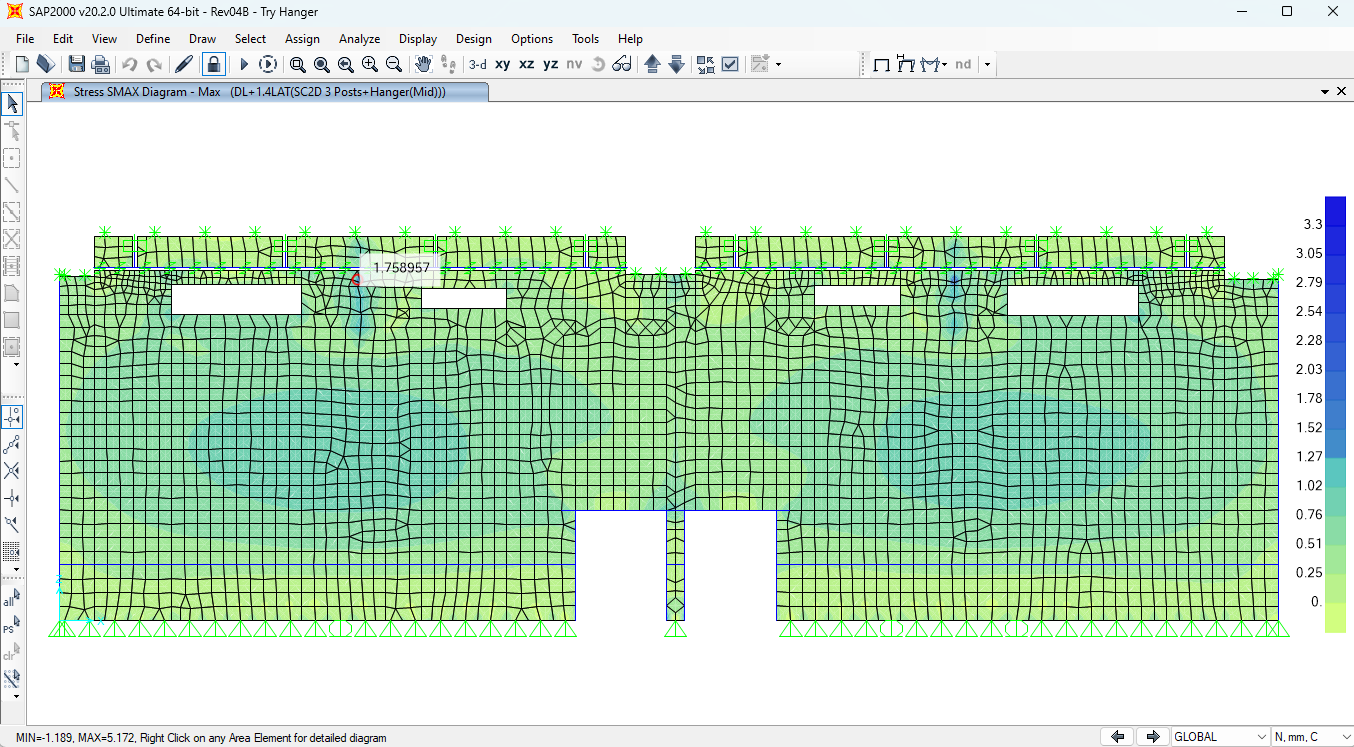 SAP2000 v20.2.0 Ultimate 64-bit - Rev04B - Try Hanger
File Edit View Define Draw Select Assign Analyze Display Design Options Tools Help
3-d xy xz yz nv nd
Stress SMAX Diagram - Max (DL+1.4LAT(SC2D 3 Posts+Hanger(Mid)))
1.758957
3.3
3.05
2.79
2.54
2.28
2.03
1.78
1.52
1.27
1.02
0.76
0.51
0.25
0.
all
PS
clr
X
MIN=-1.189, MAX=5.172, Right Click on any Area Element for detailed diagram
GLOBAL
N, mm, C